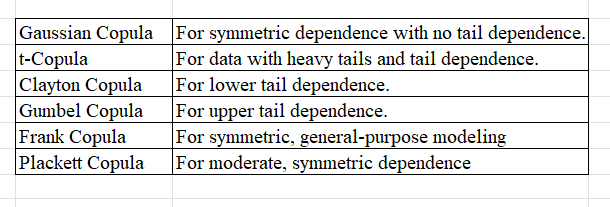 Gaussian Copula For symmetric dependence with no tail dependence.
t-Copula For data with heavy tails and tail dependence.
Clayton Copula For lower tail dependence.
Gumbel Copula For upper tail dependence.
Frank Copula For symmetric, general-purpose modeling
Plackett Copula For moderate, symmetric dependence